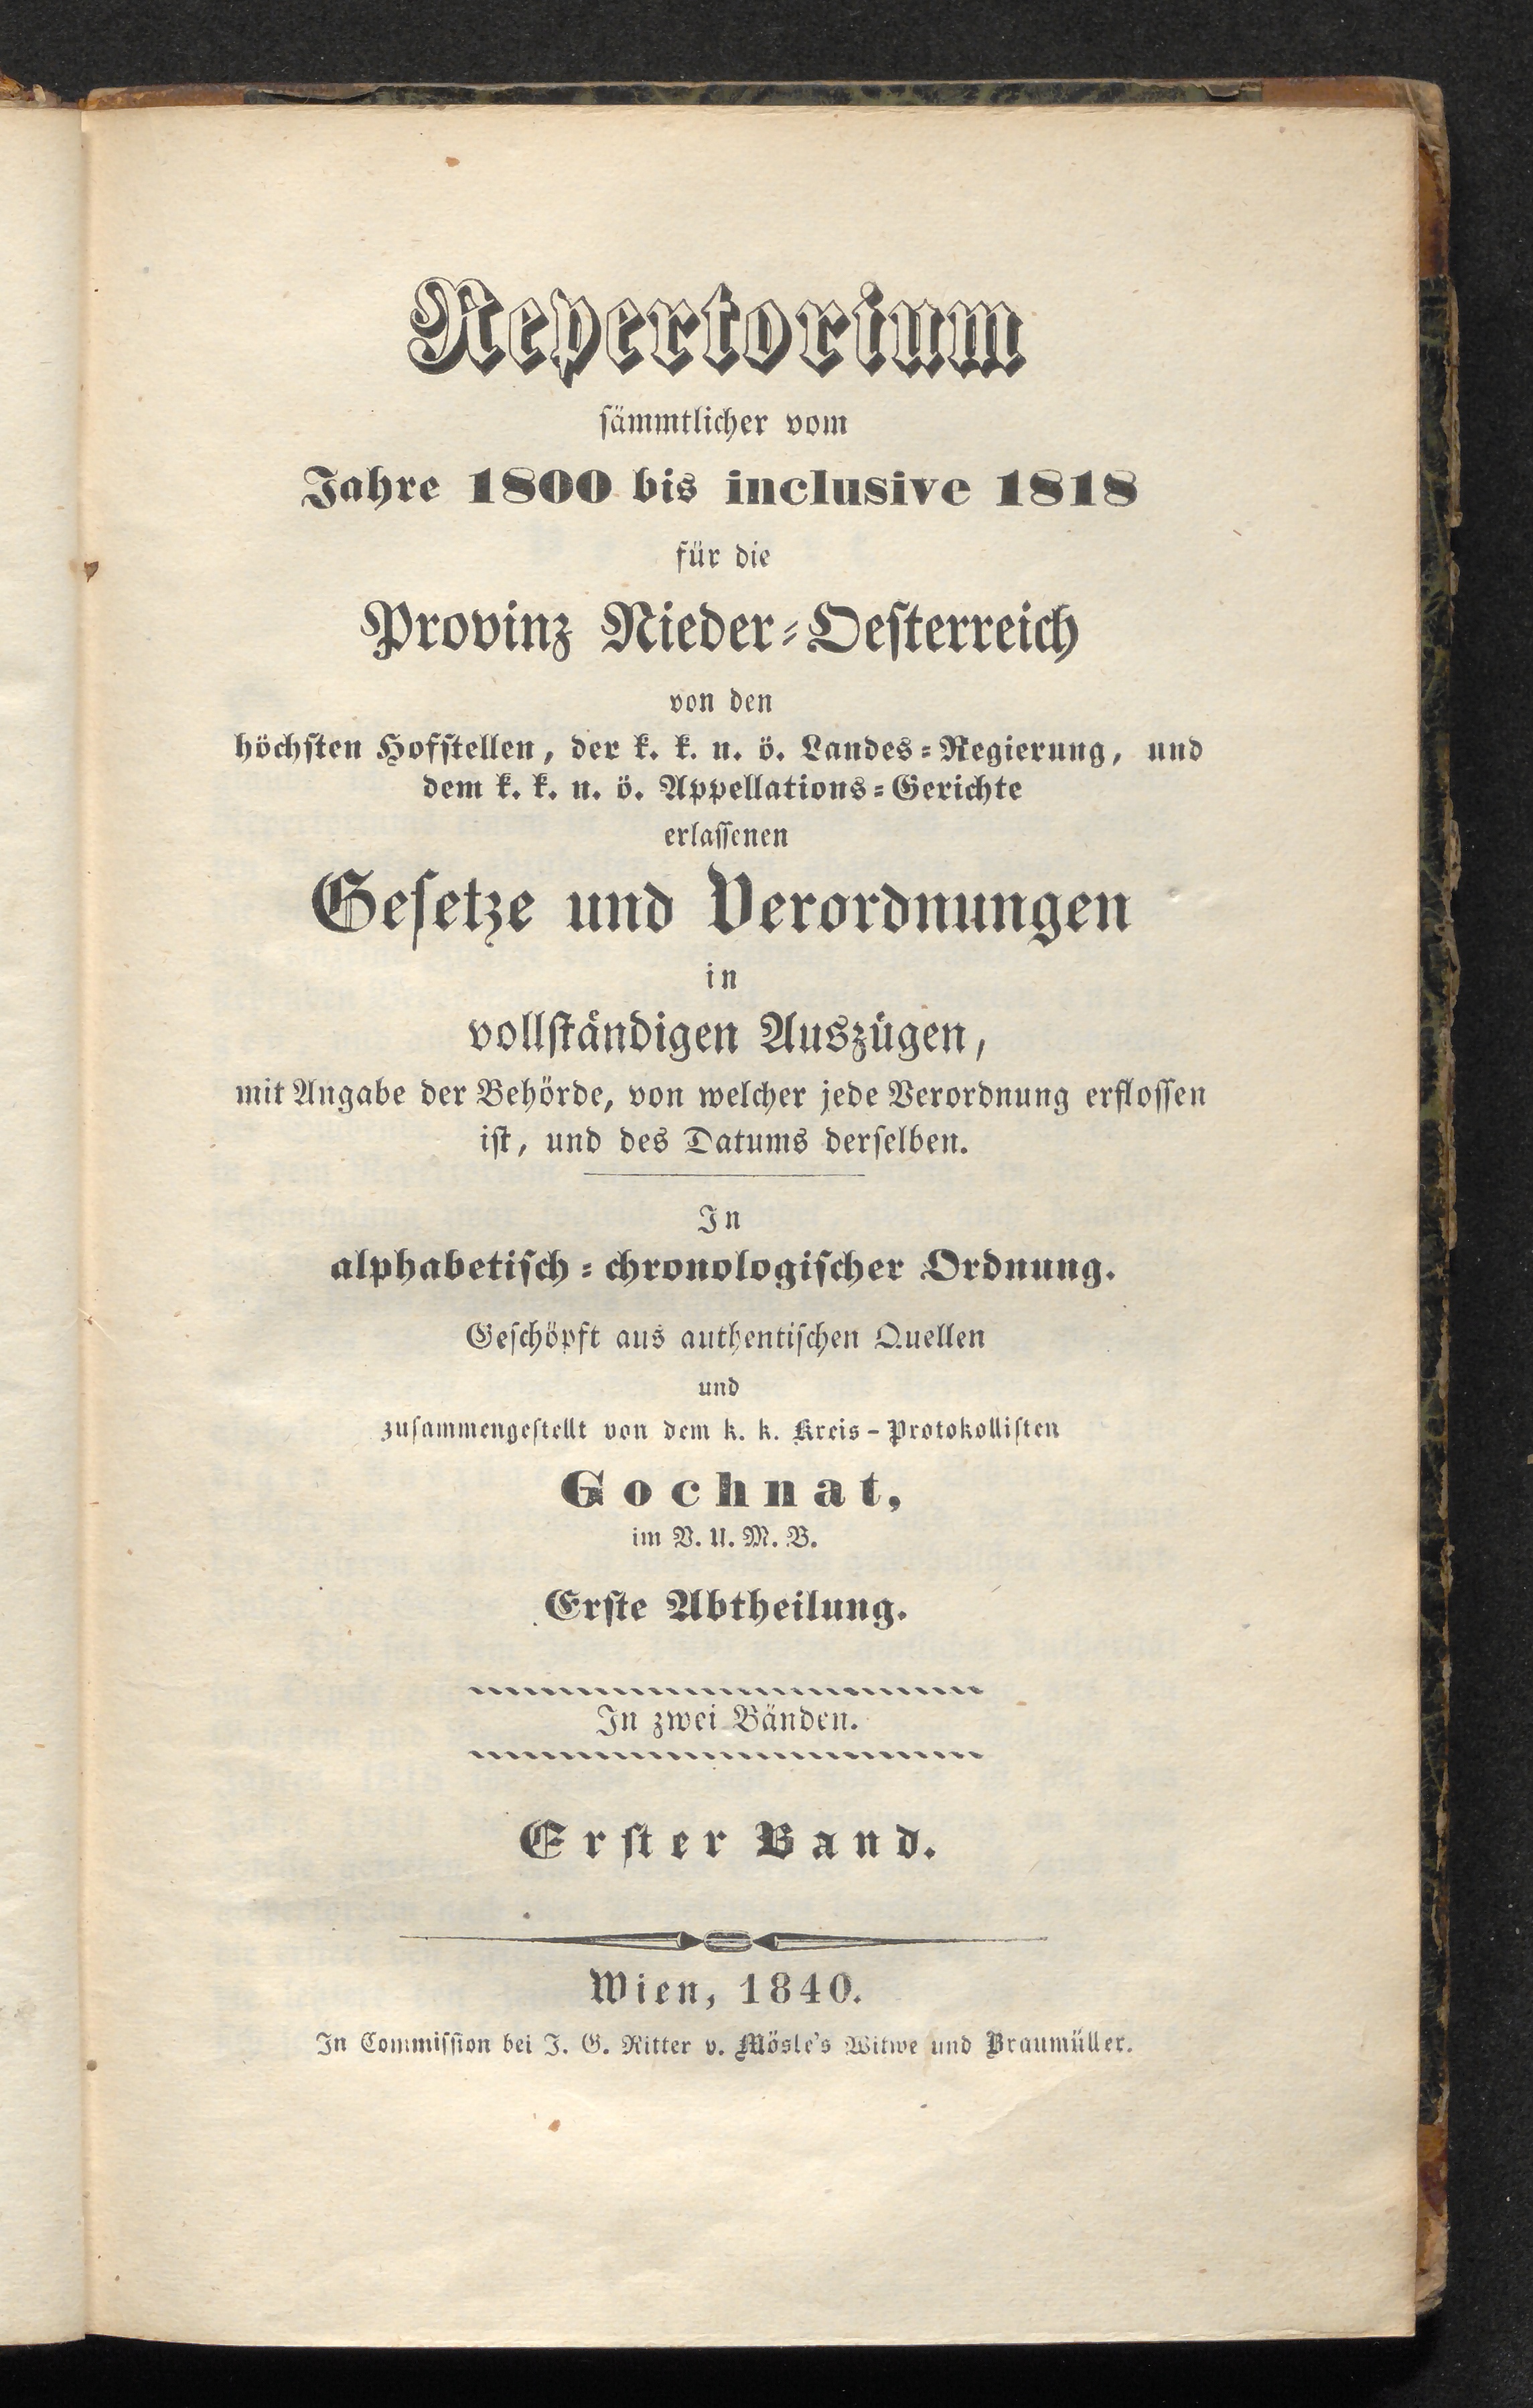 Repertorium
sämmtlicher vom
Jahre 1800 bis inclusive 1818
für die
Provinz Nieder=Oesterreich
von den
höchsten Hofstellen, der k. k. n. ö. Landes=Regierung, und
dem k. k. n. ö. Appellations=Gerichte
erlassenen
Gesetze und Verordnungen
in
vollständigen Auszügen,
mit Angabe der Behörde, von welcher jede Verordnung erflossen
ist, und des Datums derselben.
In
alphabetisch=chronologischer Ordnung.
Geschöpft aus authentischen Quellen
und
zusammengestellt von dem k. k. Kreis-Protokollisten
Gochnat,
im V. U. M. B.
Erste Abtheilung.
In zwei Bänden.
Erster Band.
Wien, 1840.
In Commission bei J. G. Ritter v. Mösle's Witwe und Braumüller.